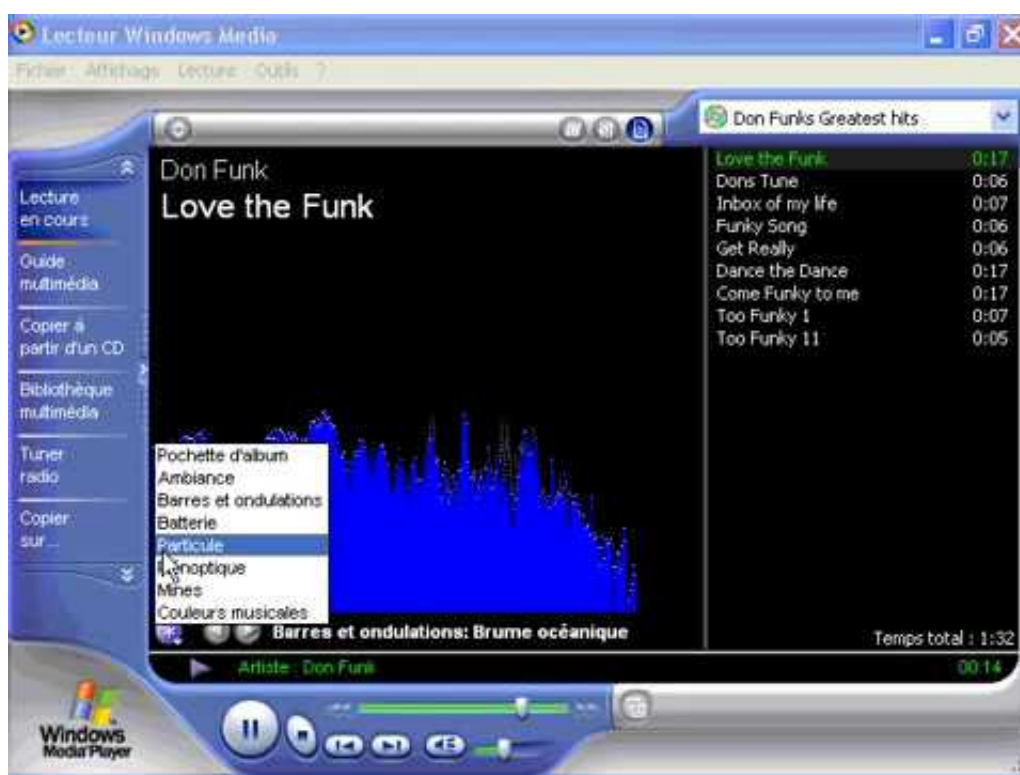 Lecteur Windows Media
Fichier Affichage Lecture Outils ?
Don Funks Greatest hits
Don Funk
Love the Funk
Lecture
en cours
Guide
multimédia
Copier à
partir d'un CD
Bibliothèque
multimédia
Tuner
radio
Copier
sur...
Love the Funk 0:17
Dons Tune 0:06
Inbox of my life 0:07
Funky Song 0:06
Get Really 0:06
Dance the Dance 0:17
Come Funky to me 0:17
Too Funky 1 0:07
Too Funky 11 0:05
Pochette d'album
Ambiance
Barres et ondulations
Batterie
Particule
Mines
Couleurs musicales
Barres et ondulations: Brume océanique
Temps total : 1:32
Artiste : Don Funk 00:14
Windows
Media Player